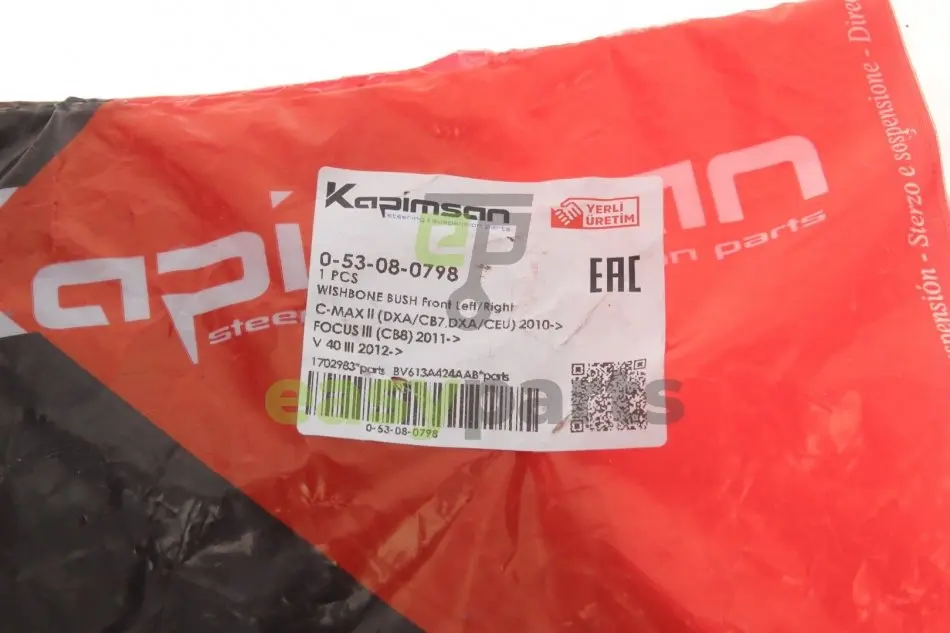 Kapimsan
steering & suspension parts
YERLİ
ÜRETİM
0-53-08-0798
1 PCS
WISHBONE BUSH Front Left/Right
EAC
C-MAX II (DXA/CB7,DXA/CEU) 2010->
FOCUS III (CB8) 2011->
V 40 III 2012->
1702983*parts BV613A424AAB*parts
0-53-08-0798
easyparts
ep
Sterzo e sospensione - Dire